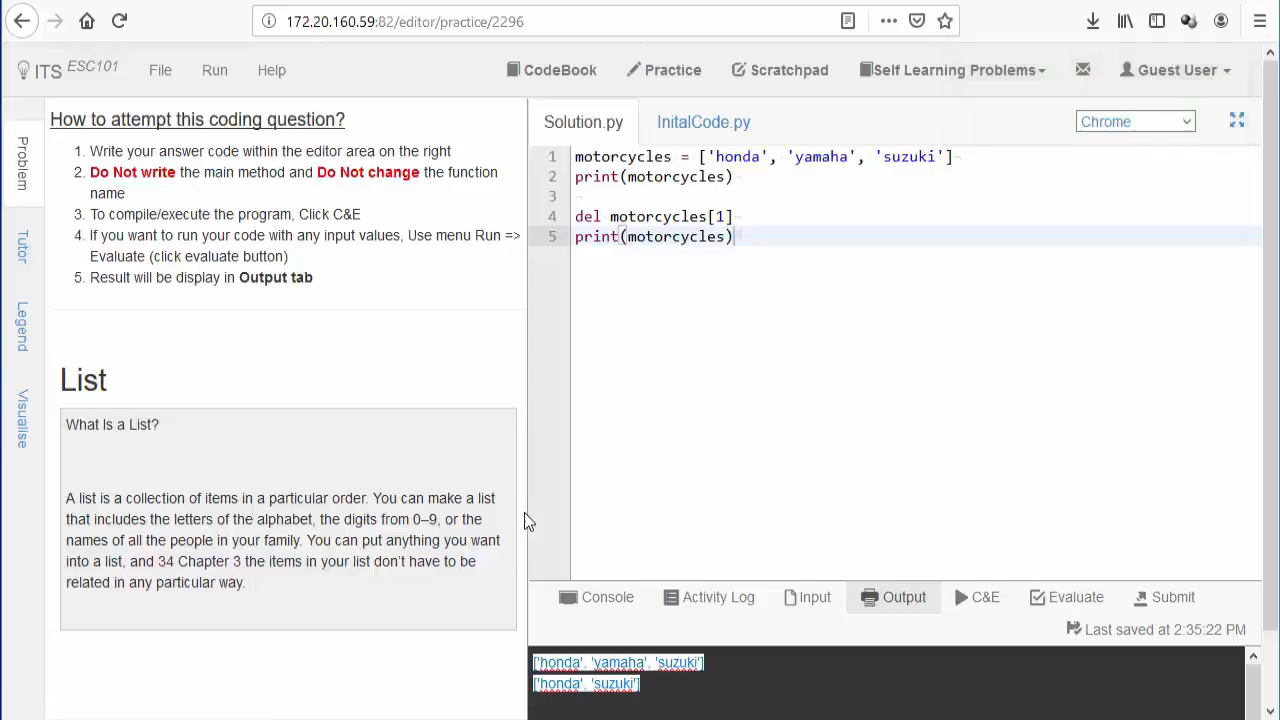 172.20.160.59:82/editor/practice/2296
ITS ESC101 File Run Help CodeBook Practice Scratchpad Self Learning Problems Guest User
Problem
Tutor
Legend
Visualise
How to attempt this coding question?
1. Write your answer code within the editor area on the right
2. Do Not write the main method and Do Not change the function
name
3. To compile/execute the program, Click C&E
4. If you want to run your code with any input values, Use menu Run =>
Evaluate (click evaluate button)
5. Result will be display in Output tab
List
What Is a List?
A list is a collection of items in a particular order. You can make a list
that includes the letters of the alphabet, the digits from 0–9, or the
names of all the people in your family. You can put anything you want
into a list, and 34 Chapter 3 the items in your list don't have to be
related in any particular way.
Solution.py InitalCode.py Chrome
1 motorcycles = ['honda', 'yamaha', 'suzuki']
2 print(motorcycles)
3
4 del motorcycles[1]
5 print(motorcycles)
Console Activity Log Input Output C&E Evaluate Submit
Last saved at 2:35:22 PM
['honda', 'yamaha', 'suzuki']
['honda', 'suzuki']